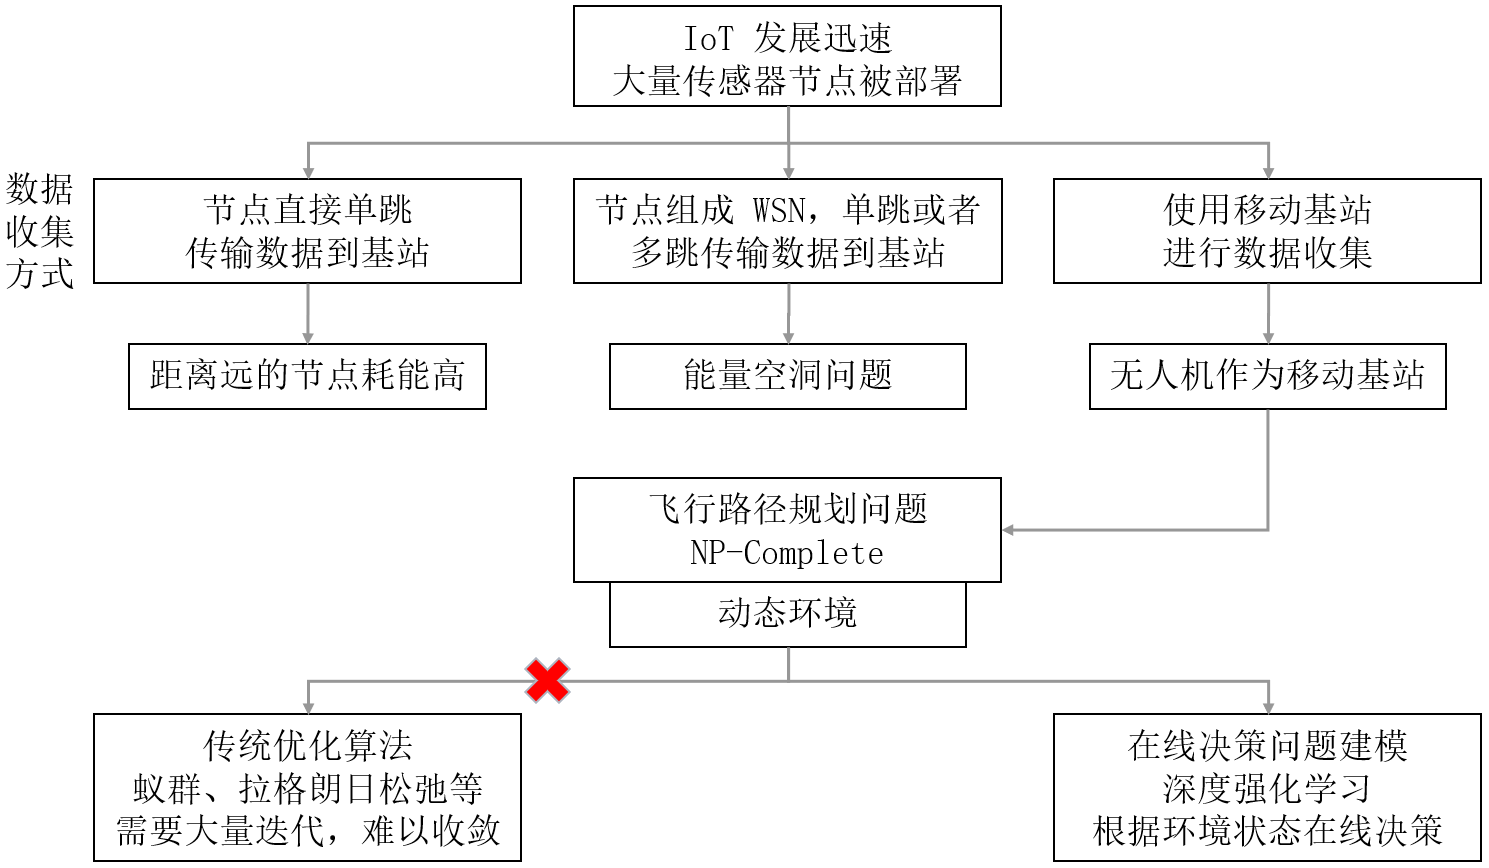 IoT 发展迅速
大量传感器节点被部署
数据
收集
方式
节点直接单跳
传输数据到基站
节点组成 WSN，单跳或者
多跳传输数据到基站
使用移动基站
进行数据收集
距离远的节点耗能高
能量空洞问题
无人机作为移动基站
飞行路径规划问题
NP-Complete
动态环境
传统优化算法
蚁群、拉格朗日松弛等
需要大量迭代，难以收敛
在线决策问题建模
深度强化学习
根据环境状态在线决策